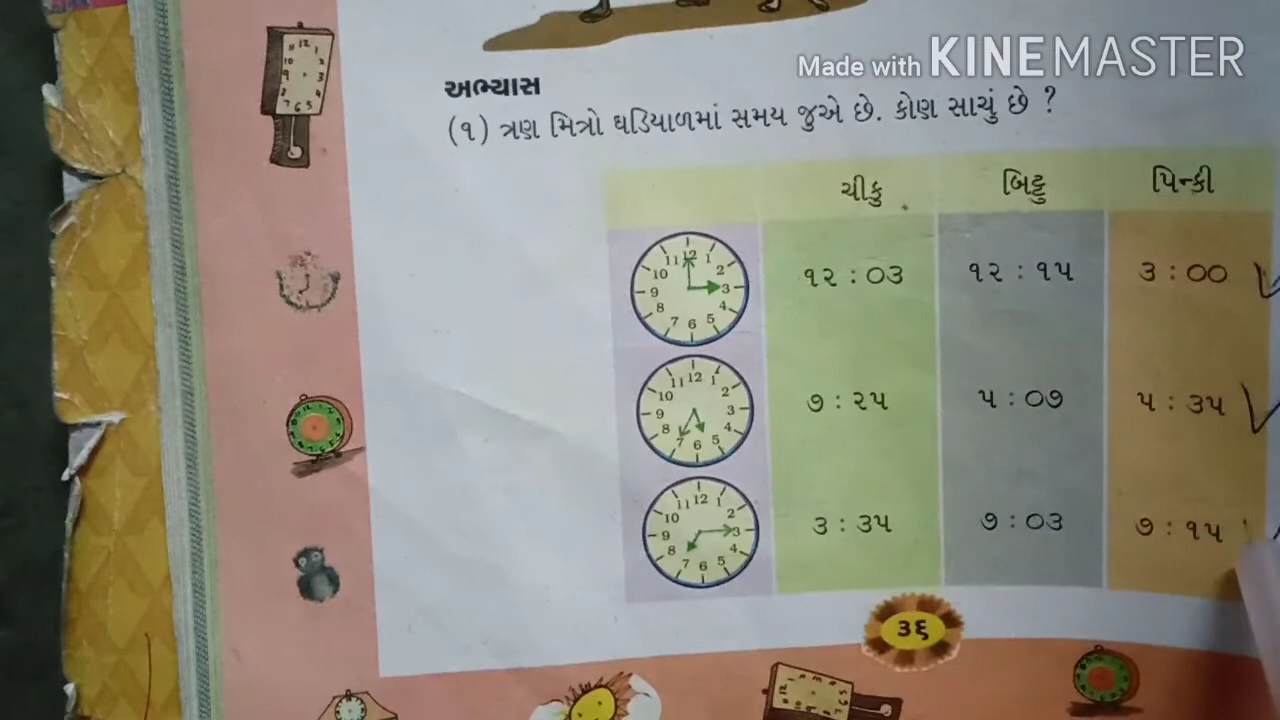 Made with KINEMASTER
અભ્યાસ
(૧) ત્રણ મિત્રો ઘડિયાળમાં સમય જુએ છે. કોણ સાચું છે ?
ચીકુ બિટ્ટુ પિન્કી
૧૨ : ૦૩ ૧૨ : ૧૫ ૩ : ૦૦
૭ : ૨૫ ૫ : ૦૭ ૫ : ૩૫
૩ : ૩૫ ૭ : ૦૩ ૭ : ૧૫
૩૬